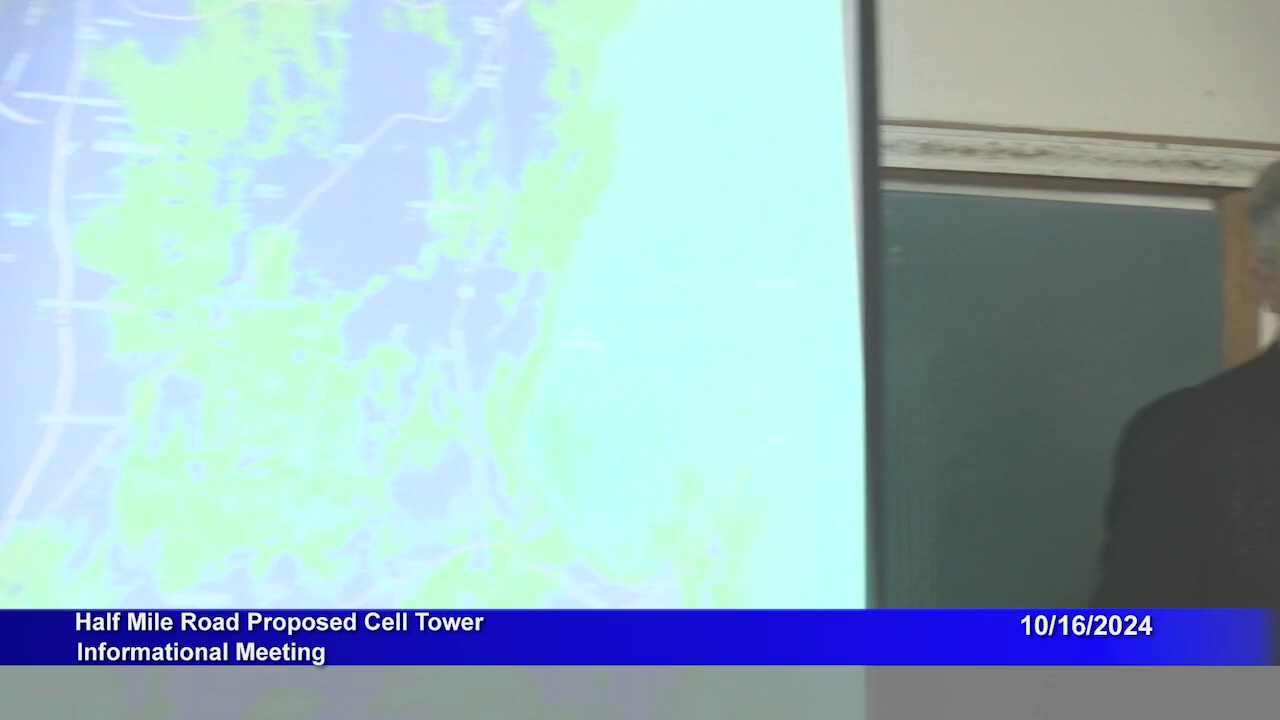 Half Mile Road Proposed Cell Tower
Informational Meeting
10/16/2024